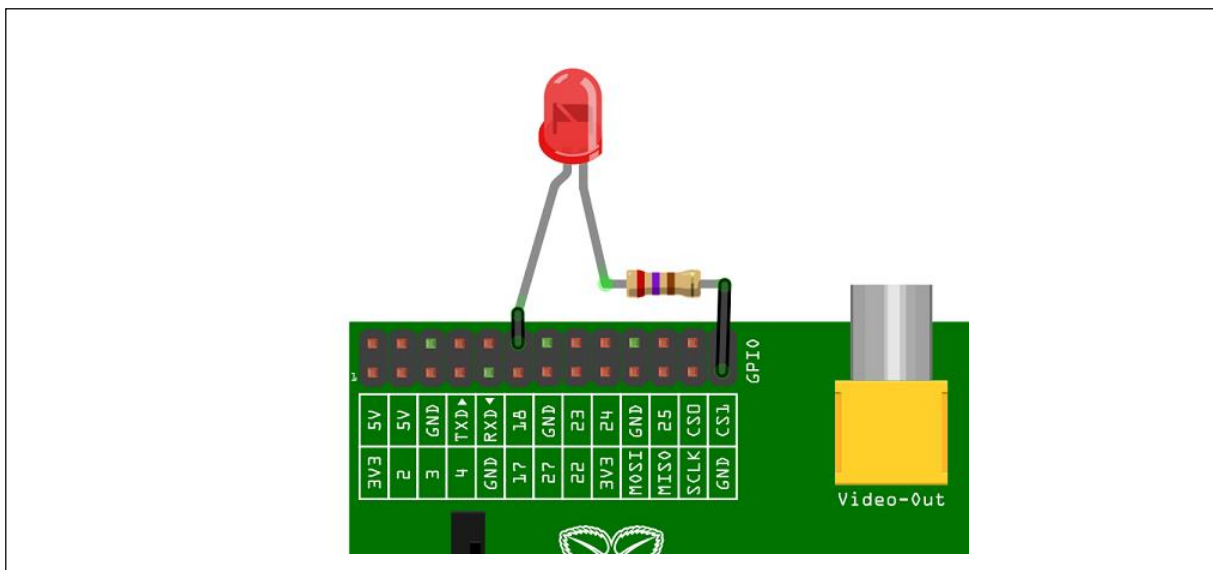 GPIO
1
5V 5V GND TXD▶ RXD◀ 18 GND 23 24 GND 25 CS0 CS1
3V3 2 3 4 GND 17 27 22 3V3 MOSI MISO SCLK GND
Video-Out